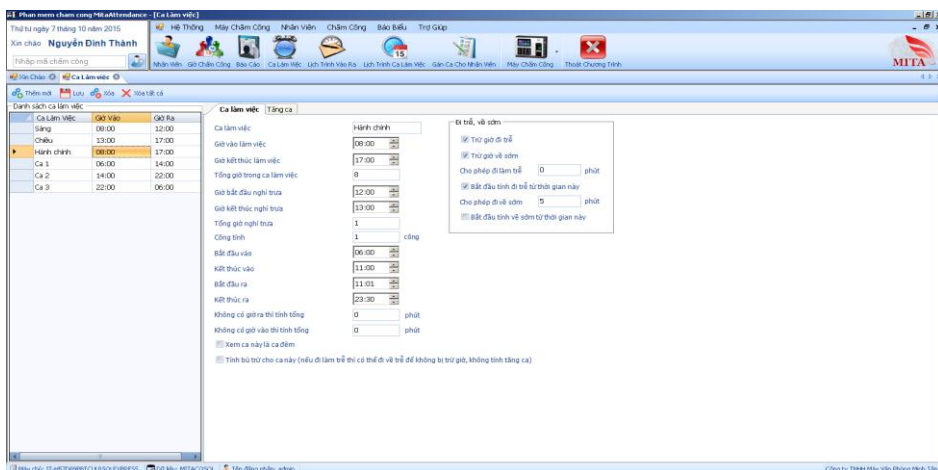 Phan mem cham cong MitaAttendance - [Ca Làm việc]
Thứ tư ngày 7 tháng 10 năm 2015
Hệ Thống Máy Chấm Công Nhân Viên Chấm Công Báo Biểu Trợ Giúp
Xin chào Nguyễn Đình Thành
Nhập mã chấm công
Nhân Viên Giờ Chấm Công Báo Cáo Ca Làm Việc Lịch Trình Vào Ra Lịch Trình Ca Làm Việc Gán Ca Cho Nhân Viên Máy Chấm Công Thoát Chương Trình
15
MITA
Xin Chào Ca Làm việc
Thêm mới Lưu Xóa Xóa tất cả
Danh sách ca làm việc
Ca Làm Việc Giờ Vào Giờ Ra
Sáng 08:00 12:00
Chiều 13:00 17:00
Hành chính 08:00 17:00
Ca 1 06:00 14:00
Ca 2 14:00 22:00
Ca 3 22:00 06:00
Ca làm việc Tăng ca
Ca làm việc Hành chính
Giờ vào làm việc 08:00
Giờ kết thúc làm việc 17:00
Tổng giờ trong ca làm việc 8
Giờ bắt đầu nghỉ trưa 12:00
Giờ kết thúc nghỉ trưa 13:00
Tổng giờ nghỉ trưa 1
Công tính 1 công
Bắt đầu vào 06:00
Kết thúc vào 11:00
Bắt đầu ra 11:01
Kết thúc ra 23:30
Không có giờ ra thì tính tổng 0 phút
Không có giờ vào thì tính tổng 0 phút
Xem ca này là ca đêm
Tính bù trừ cho ca này (nếu đi làm trễ thì có thể đi về trễ để không bị trừ giờ, không tính tăng ca)
Đi trễ, về sớm
Trừ giờ đi trễ
Trừ giờ về sớm
Cho phép đi làm trễ 0 phút
Bắt đầu tính đi trễ từ thời gian này
Cho phép đi về sớm 5 phút
Bắt đầu tính về sớm từ thời gian này
Dữ liệu: MITACOSQL Tên đăng nhập: admin